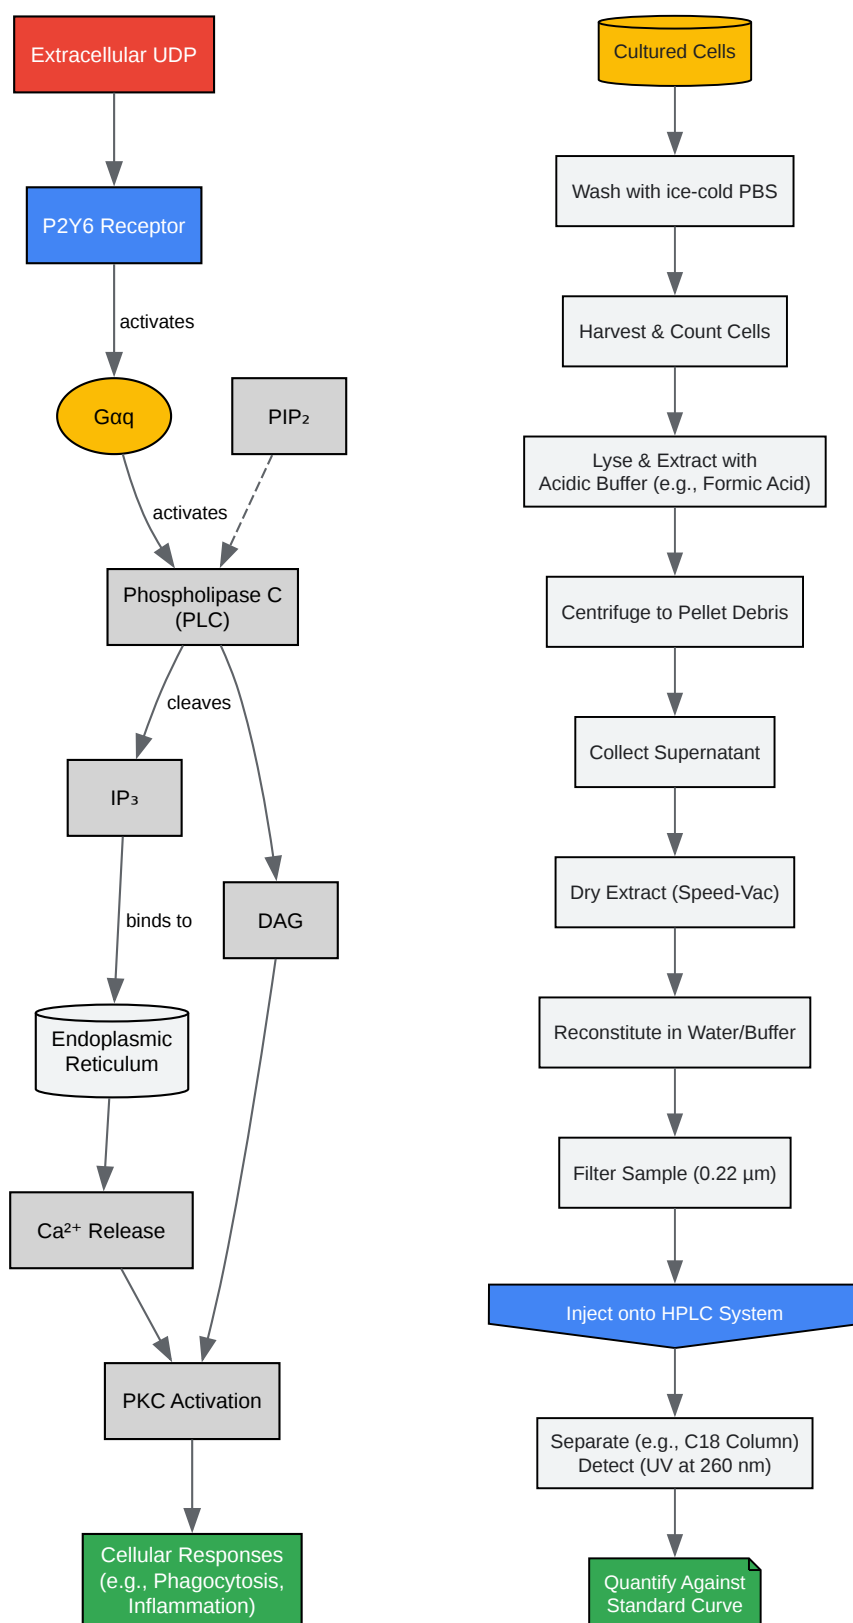 Extracellular UDP
P2Y6 Receptor
activates
Gαq
PIP₂
activates
Phospholipase C
(PLC)
cleaves
IP₃
DAG
binds to
Endoplasmic
Reticulum
Ca²⁺ Release
PKC Activation
Cellular Responses
(e.g., Phagocytosis,
Inflammation)
Cultured Cells
Wash with ice-cold PBS
Harvest & Count Cells
Lyse & Extract with
Acidic Buffer (e.g., Formic Acid)
Centrifuge to Pellet Debris
Collect Supernatant
Dry Extract (Speed-Vac)
Reconstitute in Water/Buffer
Filter Sample (0.22 µm)
Inject onto HPLC System
Separate (e.g., C18 Column)
Detect (UV at 260 nm)
Quantify Against
Standard Curve